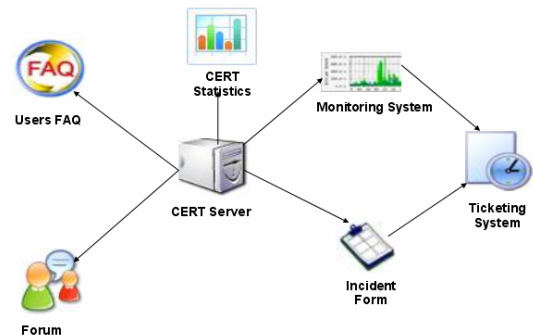 FAQ
Users FAQ
CERT
Statistics
Monitoring System
CERT Server
Ticketing
System
Incident
Form
Forum